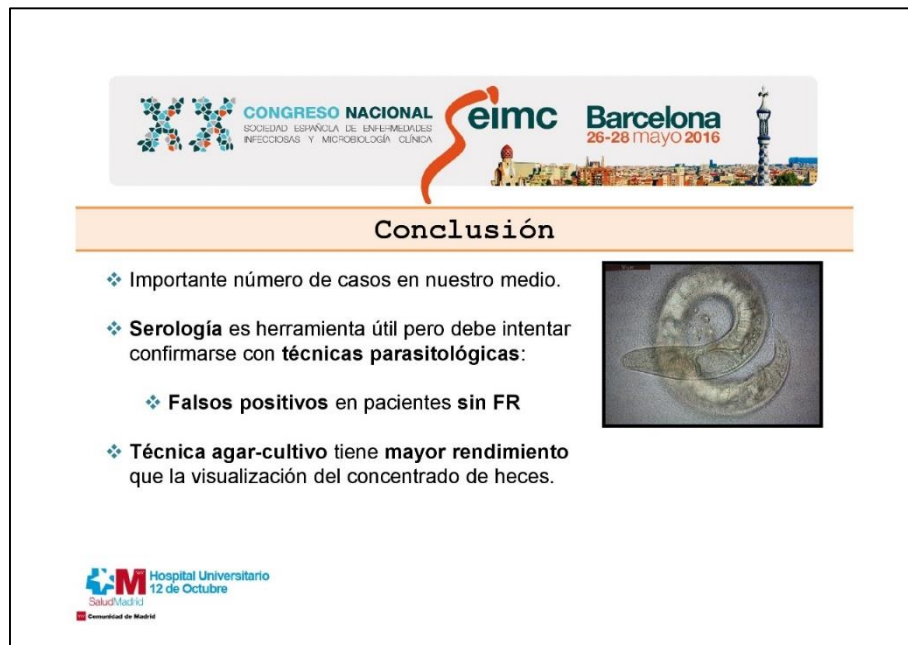 XX
CONGRESO NACIONAL
SOCIEDAD ESPAÑOLA DE ENFERMEDADES
INFECCIOSAS Y MICROBIOLOGÍA CLÍNICA
Seimc
Barcelona
26-28 mayo 2016
Conclusión
❖ Importante número de casos en nuestro medio.
❖ Serología es herramienta útil pero debe intentar
confirmarse con técnicas parasitológicas:
❖ Falsos positivos en pacientes sin FR
❖ Técnica agar-cultivo tiene mayor rendimiento
que la visualización del concentrado de heces.
SaludMadrid
Hospital Universitario
12 de Octubre
Comunidad de Madrid